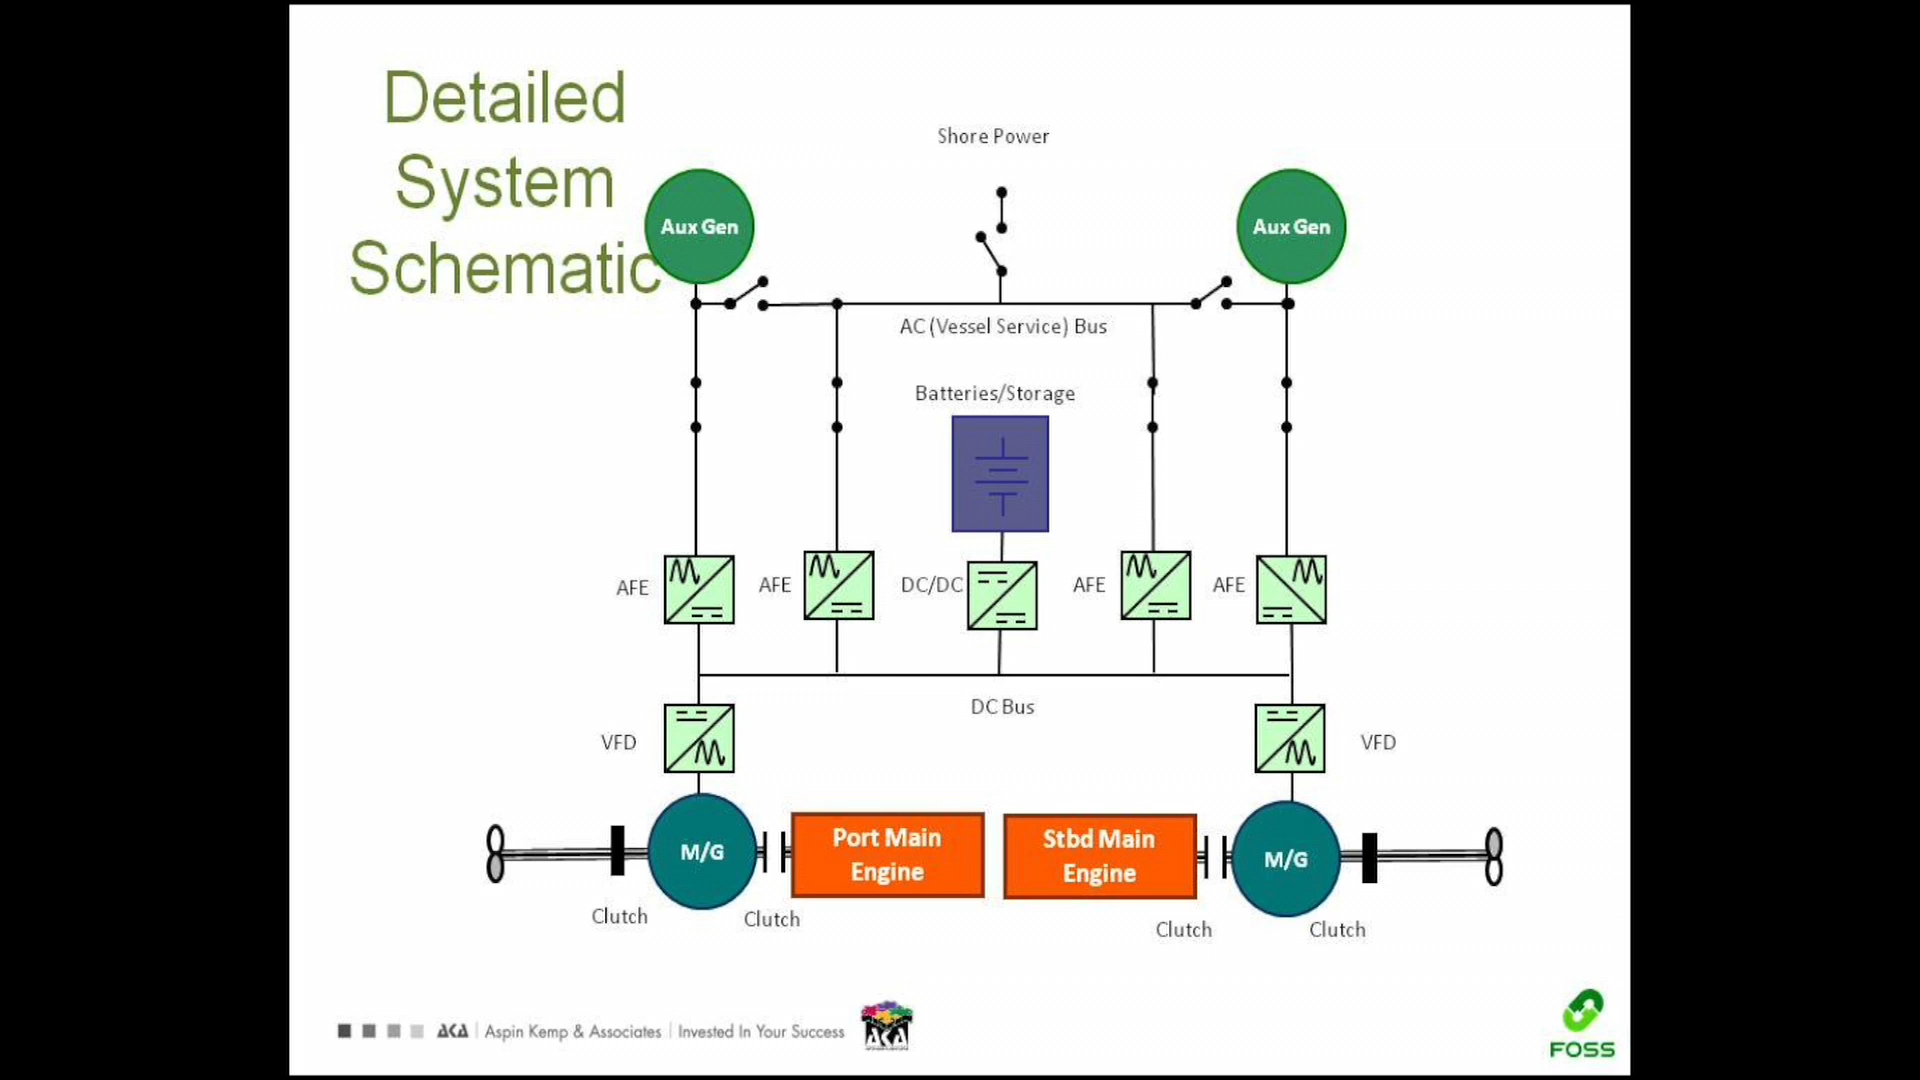 Detailed
System
Schematic
Shore Power
Aux Gen
Aux Gen
AC (Vessel Service) Bus
Batteries/Storage
AFE
AFE
DC/DC
AFE
AFE
DC Bus
VFD
VFD
M/G
Port Main
Engine
Stbd Main
Engine
M/G
Clutch
Clutch
Clutch
Clutch
AKA | Aspin Kemp & Associates | Invested In Your Success
AKA
FOSS